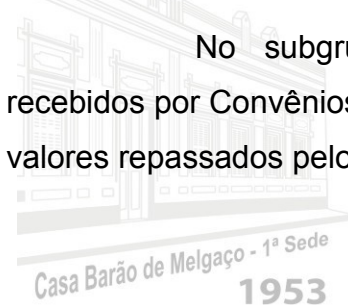 No subgru
recebidos por Convênios
valores repassados pelo
Casa Barão de Melgaço - 1ª Sede
1953